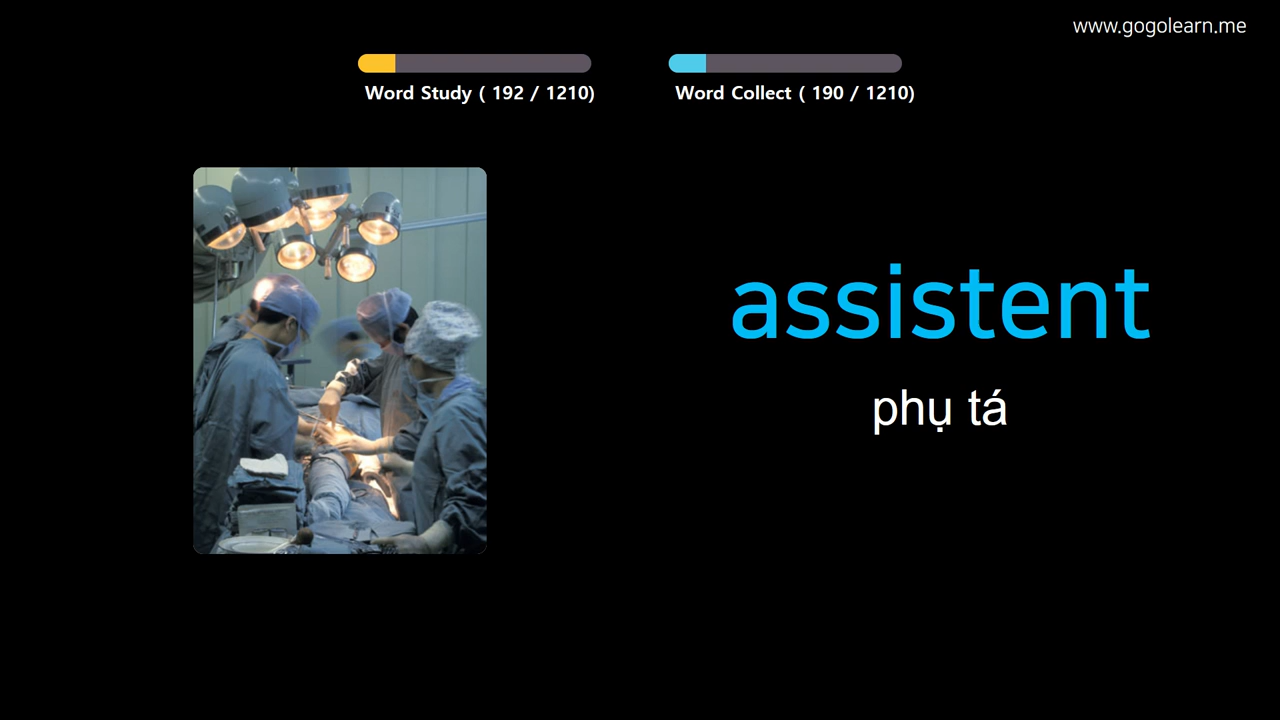 www.gogolearn.me
Word Study ( 192 / 1210)
Word Collect ( 190 / 1210)
assistent
phụ tá